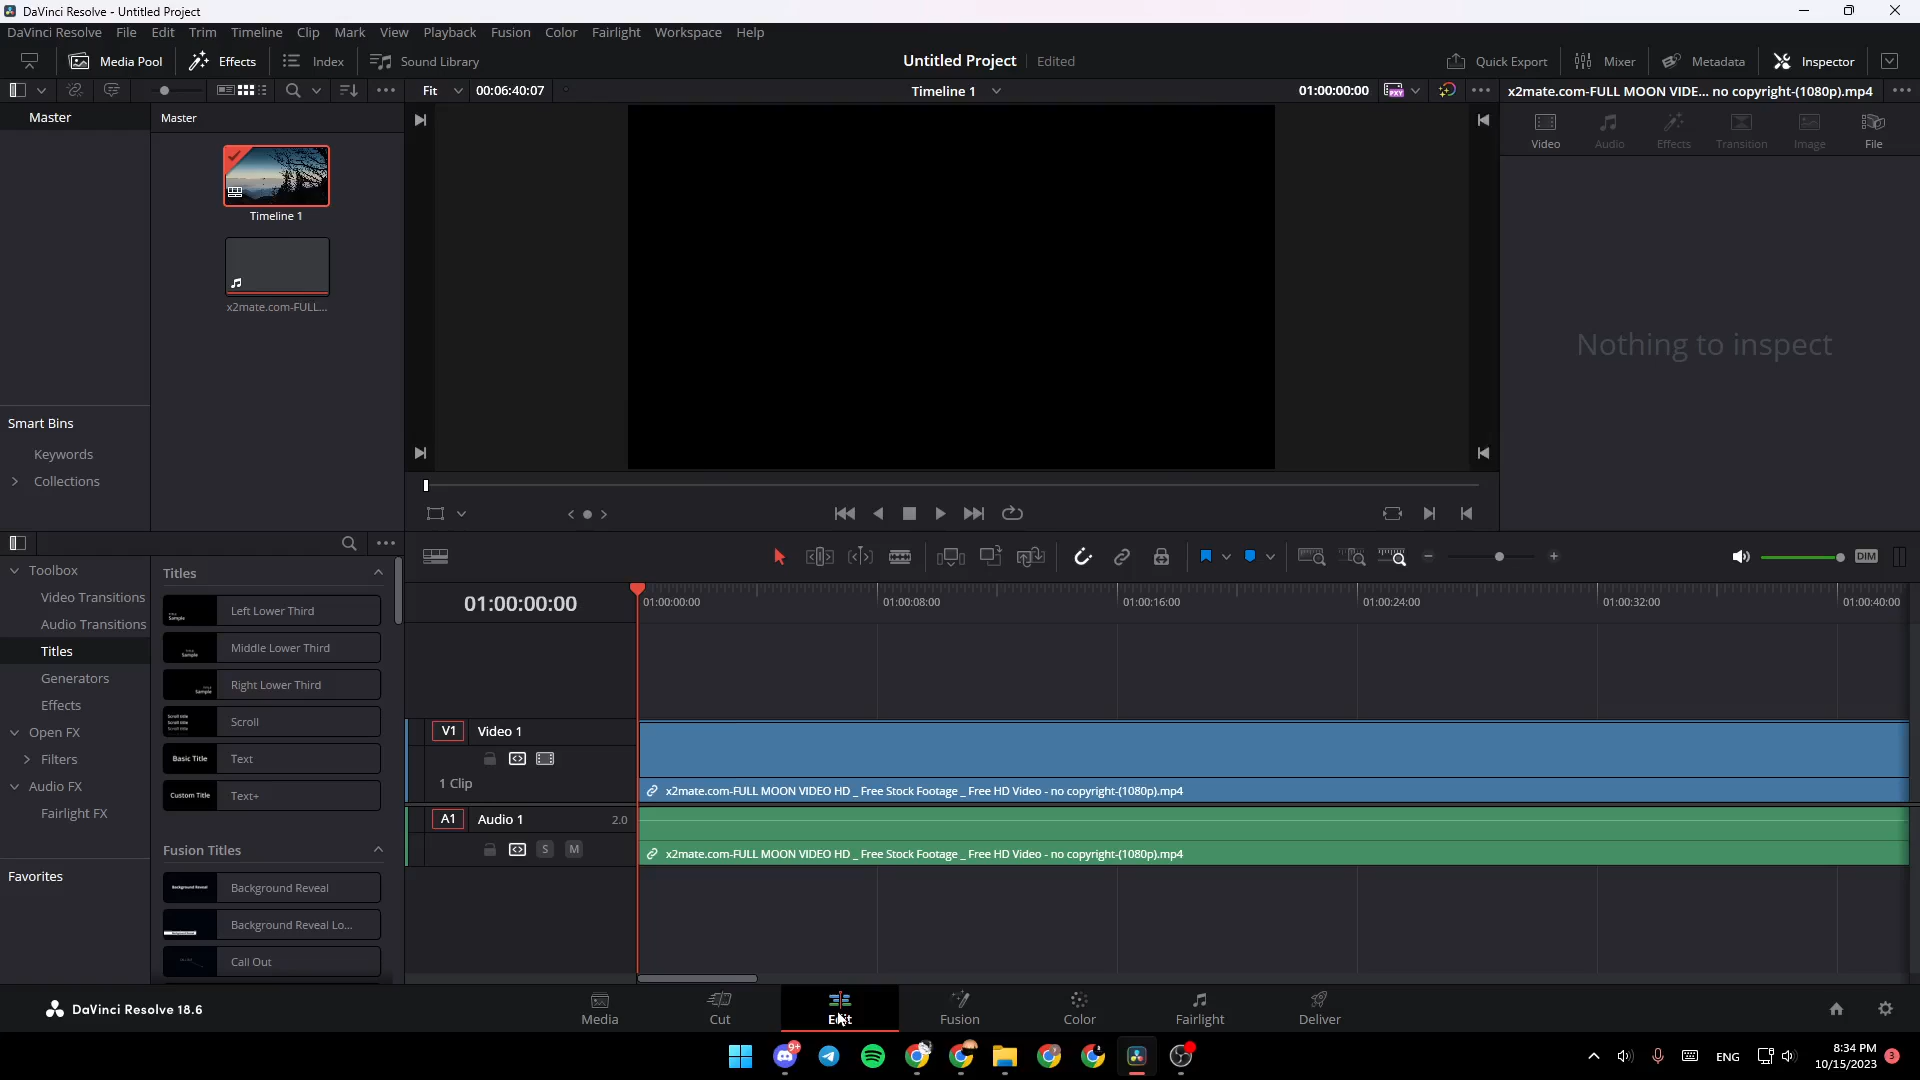 DaVinci Resolve - Untitled Project
DaVinci Resolve File Edit Trim Timeline Clip Mark View Playback Fusion Color Fairlight Workspace Help
Media Pool Effects Index Sound Library Untitled Project Edited Quick Export Mixer Metadata Inspector
Fit 00:06:40:07 Timeline 1 01:00:00:00 x2mate.com-FULL MOON VIDE... no copyright-(1080p).mp4
Master Master
Video Audio Effects Transition Image File
Timeline 1
x2mate.com-FULL...
Nothing to inspect
Smart Bins
Keywords
Collections
Toolbox
Video Transitions
Audio Transitions
Titles
Generators
Effects
Open FX
Filters
Audio FX
Fairlight FX
Favorites
Titles
Left Lower Third
Middle Lower Third
Right Lower Third
Scroll
Basic Title Text
Custom Title Text+
Fusion Titles
Background Reveal Background Reveal
Background Reveal Lo...
Call Out
DIM
01:00:00:00 01:00:00:00 01:00:08:00 01:00:16:00 01:00:24:00 01:00:32:00 01:00:40:00
V1 Video 1
1 Clip
x2mate.com-FULL MOON VIDEO HD _ Free Stock Footage _ Free HD Video - no copyright-(1080p).mp4
A1 Audio 1 2.0
S M
x2mate.com-FULL MOON VIDEO HD _ Free Stock Footage _ Free HD Video - no copyright-(1080p).mp4
DaVinci Resolve 18.6 Media Cut Edit Fusion Color Fairlight Deliver
9+ ENG 8:34 PM 3
10/15/2023